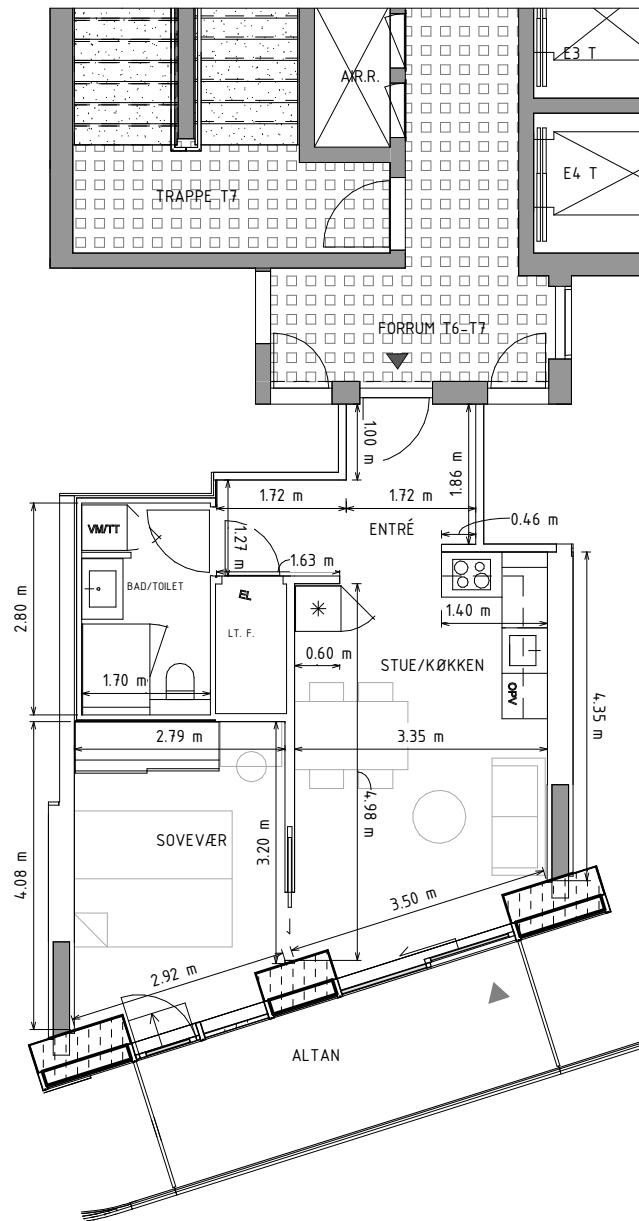 AIR.R.
E3 T
E4 T
TRAPPE T7
FORRUM T6-T7
1.00 m
1.86 m
1.72 m
1.72 m
0.46 m
ENTRÉ
VM/TT
1.27 m
1.63 m
BAD/TOILET
EL
2.80 m
1.40 m
LT. F.
0.60 m
STUE/KØKKEN
1.70 m
OPV
4.35 m
2.79 m
3.35 m
SOVEVÆR
3.20 m
4.98 m
4.08 m
3.50 m
2.92 m
ALTAN